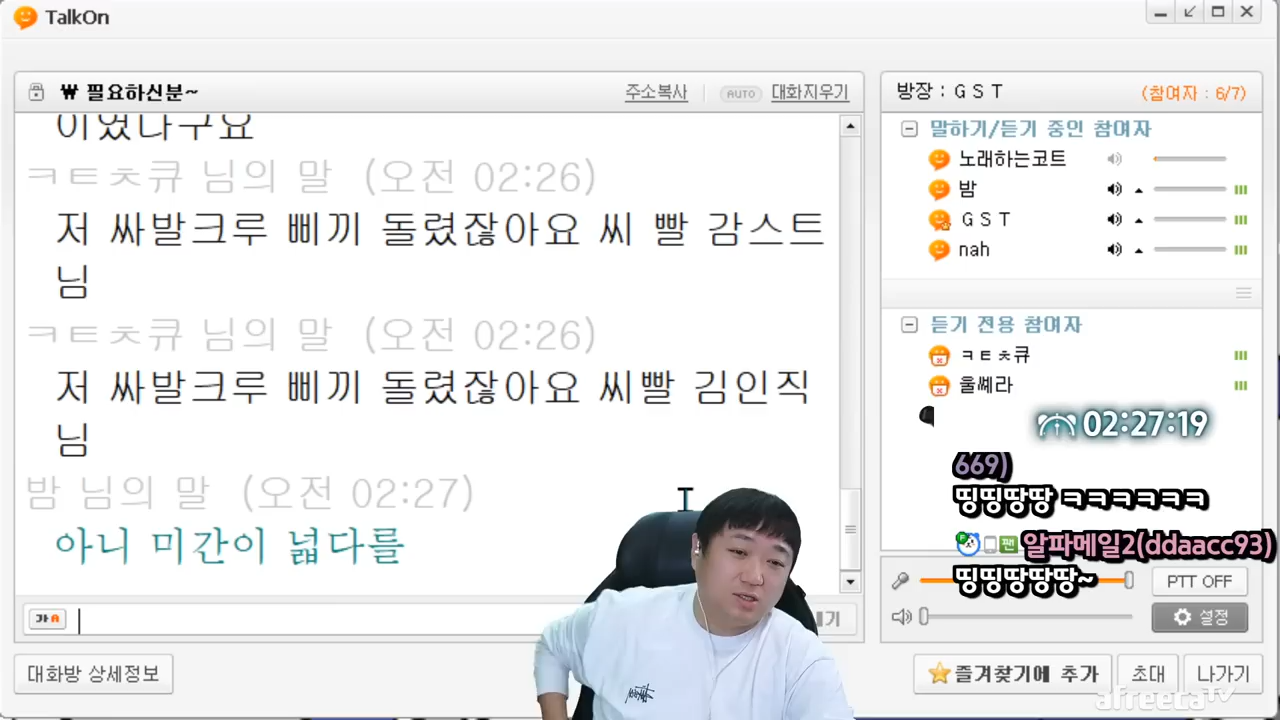 TalkOn
₩ 필요하신분~
주소복사
AUTO
대화지우기
이었나구요
ㅋㅌㅊ큐 님의 말 (오전 02:26)
저 싸발크루 삐끼 돌렸잖아요 씨 빨 감스트
님
ㅋㅌㅊ큐 님의 말 (오전 02:26)
저 싸발크루 삐끼 돌렸잖아요 씨빨 김인직
님
밤 님의 말 (오전 02:27)
아니 미간이 넓다를
가A
대화방 상세정보
방장 : G S T
(참여자 : 6/7)
말하기/듣기 중인 참여자
노래하는코트
밤
G S T
nah
듣기 전용 참여자
ㅋㅌㅊ큐
울쎄라
02:27:19
669)
띵띵땅땅 ㅋㅋㅋㅋㅋㅋ
팬 알파메일2(ddaacc93)
띵띵땅땅땅~
PTT OFF
설정
즐겨찾기에 추가
초대
나가기
afreecaTV